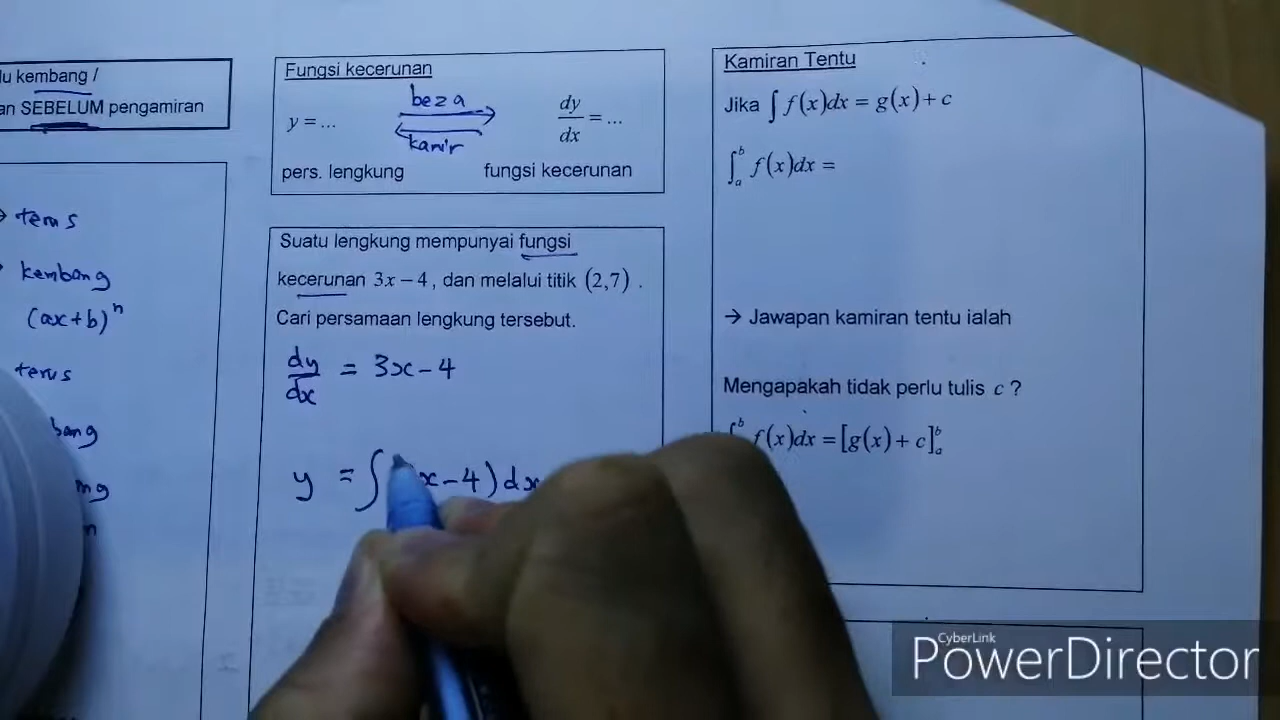 lu kembang /
an SEBELUM pengamiran
→ terus
kembang
(ax+b)ⁿ
terus
bang
ng
n
Fungsi kecerunan
y = ... beza dy/dx = ...
kamir
pers. lengkung fungsi kecerunan
Suatu lengkung mempunyai fungsi
kecerunan 3x − 4 , dan melalui titik (2,7) .
Cari persamaan lengkung tersebut.
dy/dx = 3x − 4
y = ∫ x − 4) dx
Kamiran Tentu
Jika ∫ f(x)dx = g(x) + c
∫ₐᵇ f(x)dx =
→ Jawapan kamiran tentu ialah
Mengapakah tidak perlu tulis c ?
f(x)dx = [g(x) + c]ₐᵇ
CyberLink
PowerDirector